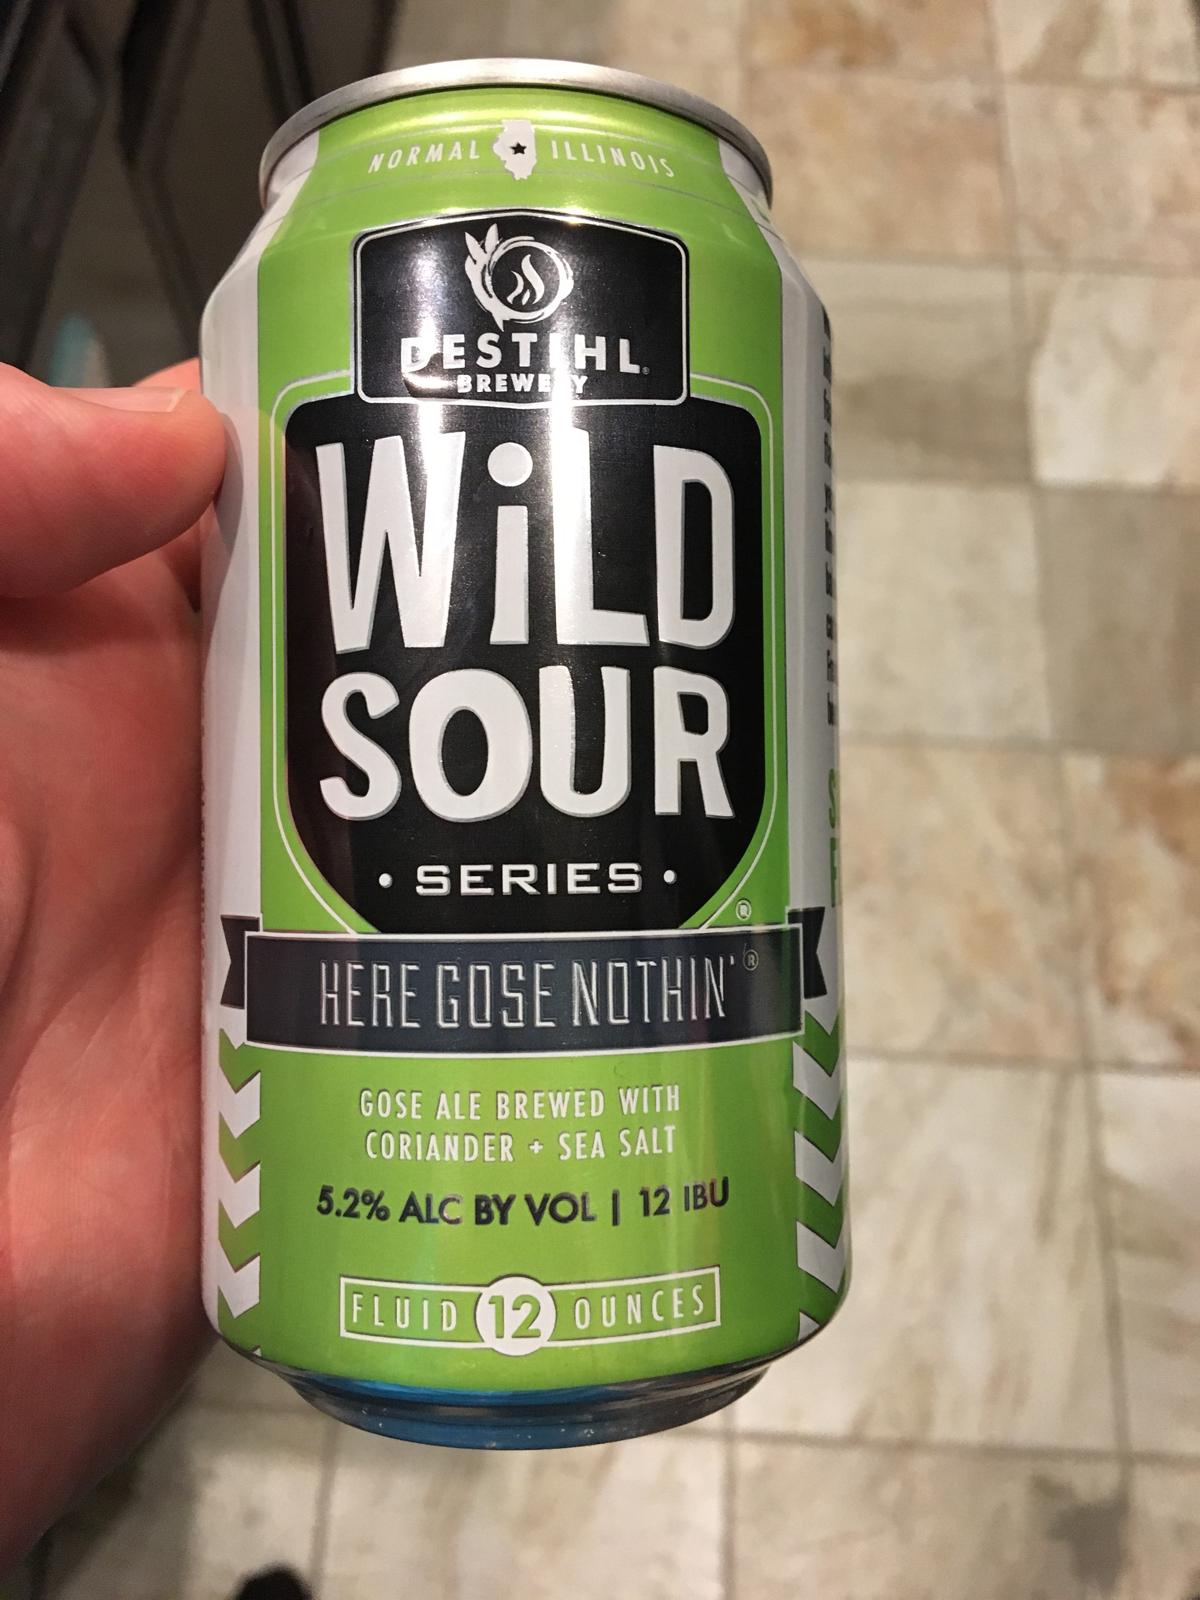 NORMAL ILLINOIS
DESTIHL®
BREWERY
WiLD
SOUR
• SERIES •
®
HERE GOSE NOTHIN'®
GOSE ALE BREWED WITH
CORIANDER + SEA SALT
5.2% ALC BY VOL | 12 IBU
FLUID 12 OUNCES